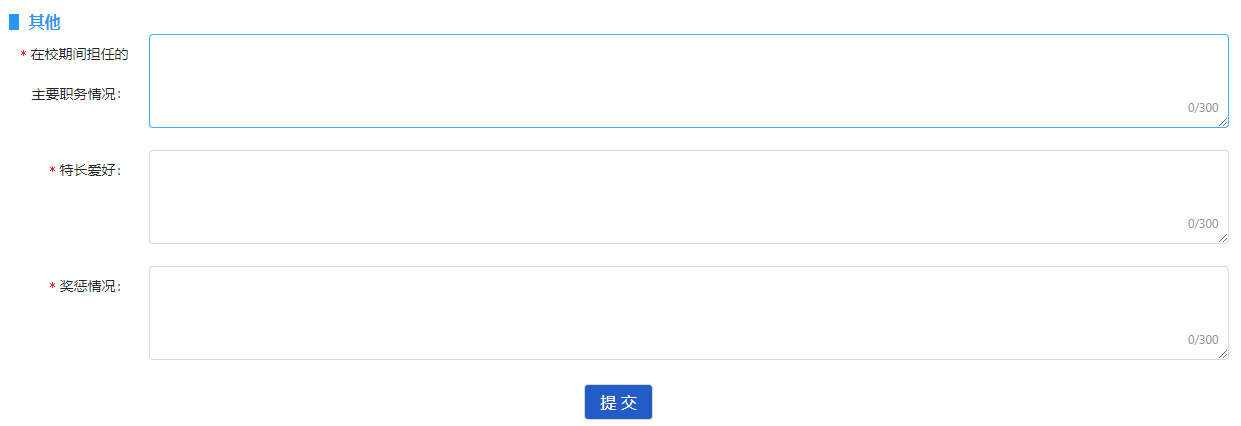 其他
* 在校期间担任的
主要职务情况：
0/300
* 特长爱好：
0/300
* 奖惩情况：
0/300
提 交